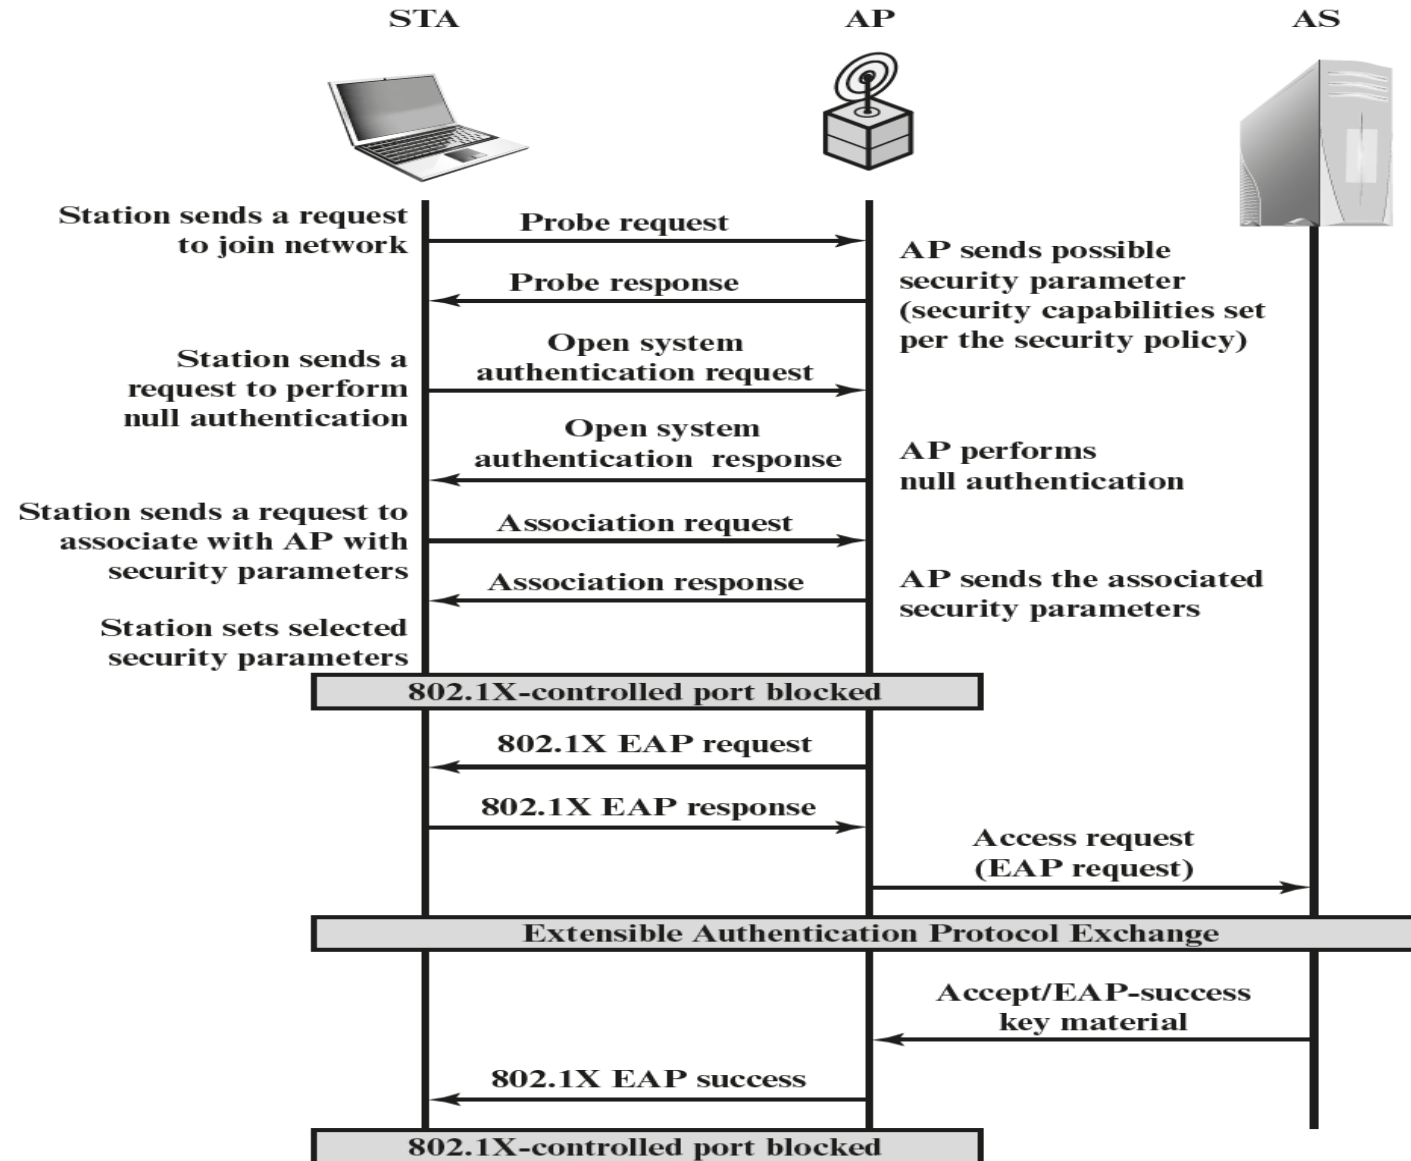 STA
AP
AS
Station sends a request
to join network
Probe request
AP sends possible
security parameter
(security capabilities set
per the security policy)
Probe response
Station sends a
request to perform
null authentication
Open system
authentication request
Open system
authentication response
AP performs
null authentication
Station sends a request to
associate with AP with
security parameters
Association request
Association response
AP sends the associated
security parameters
Station sets selected
security parameters
802.1X-controlled port blocked
802.1X EAP request
802.1X EAP response
Access request
(EAP request)
Extensible Authentication Protocol Exchange
Accept/EAP-success
key material
802.1X EAP success
802.1X-controlled port blocked